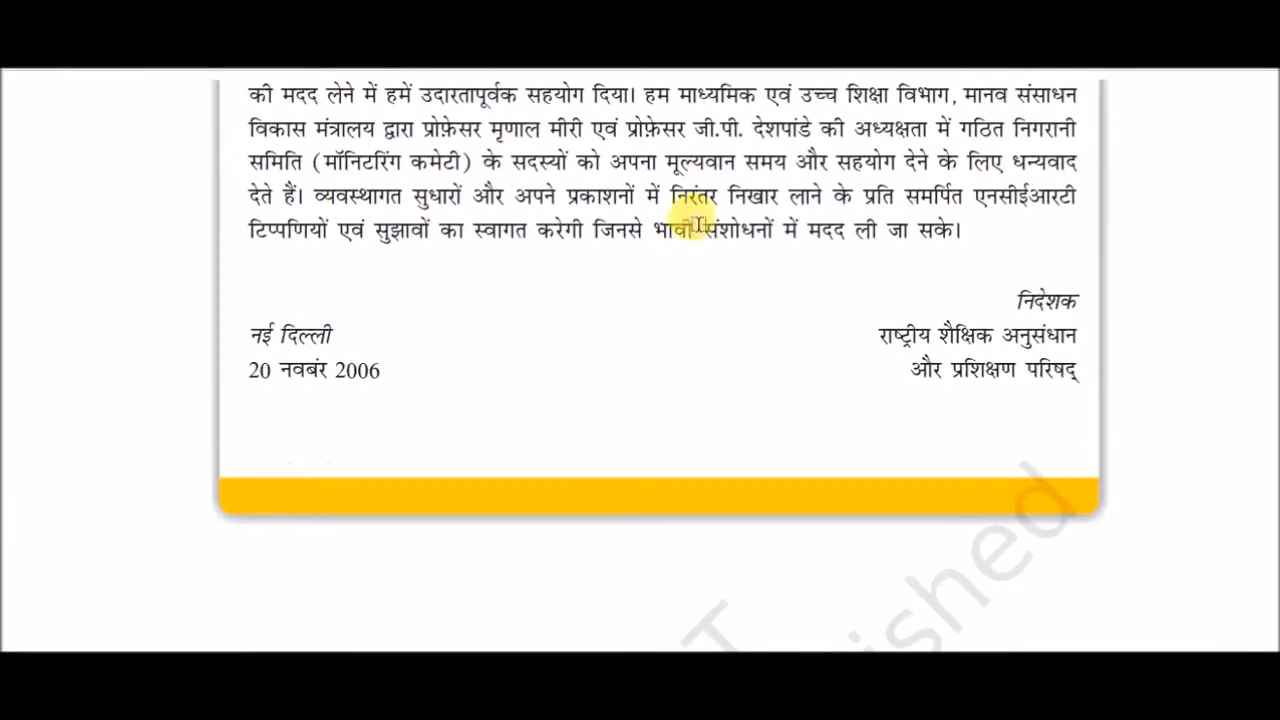 की मदद लेने में हमें उदारतापूर्वक सहयोग दिया। हम माध्यमिक एवं उच्च शिक्षा विभाग, मानव संसाधन
विकास मंत्रालय द्वारा प्रोफ़ेसर मृणाल मीरी एवं प्रोफ़ेसर जी.पी. देशपांडे की अध्यक्षता में गठित निगरानी
समिति (मॉनिटरिंग कमेटी) के सदस्यों को अपना मूल्यवान समय और सहयोग देने के लिए धन्यवाद
देते हैं। व्यवस्थागत सुधारों और अपने प्रकाशनों में निरंतर निखार लाने के प्रति समर्पित एनसीईआरटी
टिप्पणियों एवं सुझावों का स्वागत करेगी जिनसे भावी संशोधनों में मदद ली जा सके।
निदेशक
नई दिल्ली राष्ट्रीय शैक्षिक अनुसंधान
20 नवबंर 2006 और प्रशिक्षण परिषद्